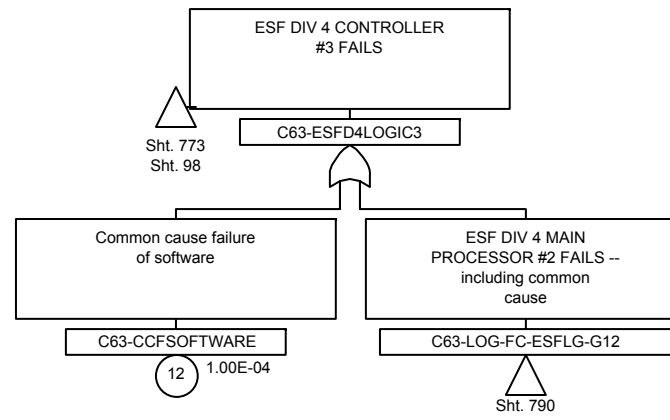 ESF DIV 4 CONTROLLER
#3 FAILS
C63-ESFD4LOGIC3
Sht. 773
Sht. 98
Common cause failure
of software
C63-CCFSOFTWARE
12
1.00E-04
ESF DIV 4 MAIN
PROCESSOR #2 FAILS --
including common
cause
C63-LOG-FC-ESFLG-G12
Sht. 790